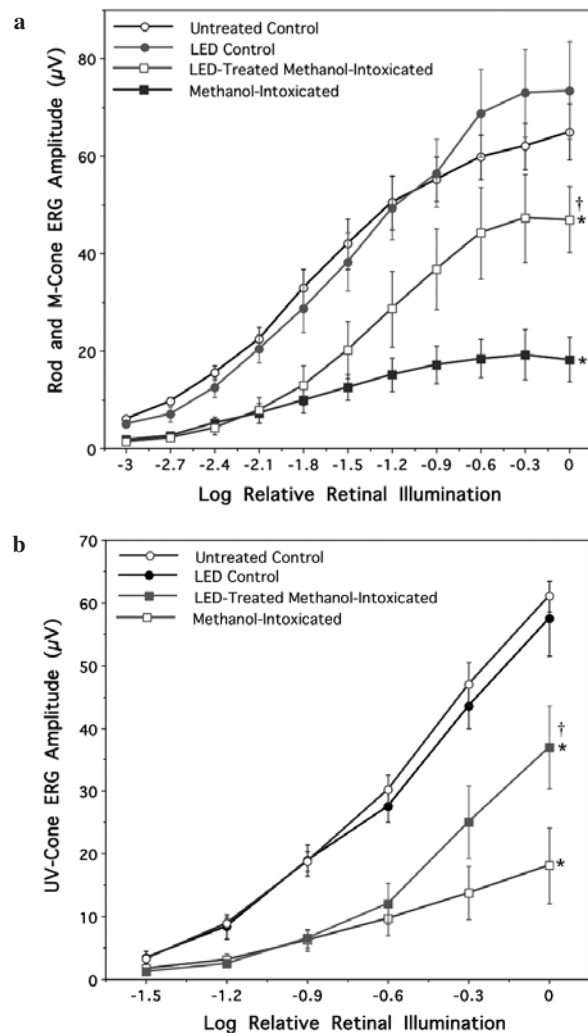 a
Untreated Control
LED Control
LED-Treated Methanol-Intoxicated
Methanol-Intoxicated
Rod and M-Cone ERG Amplitude (µV)
80
60
40
20
0
†
*
*
-3 -2.7 -2.4 -2.1 -1.8 -1.5 -1.2 -0.9 -0.6 -0.3 0
Log Relative Retinal Illumination
b
Untreated Control
LED Control
LED-Treated Methanol-Intoxicated
Methanol-Intoxicated
UV-Cone ERG Amplitude (µV)
70
60
50
40
30
20
10
0
†
*
*
-1.5 -1.2 -0.9 -0.6 -0.3 0
Log Relative Retinal Illumination